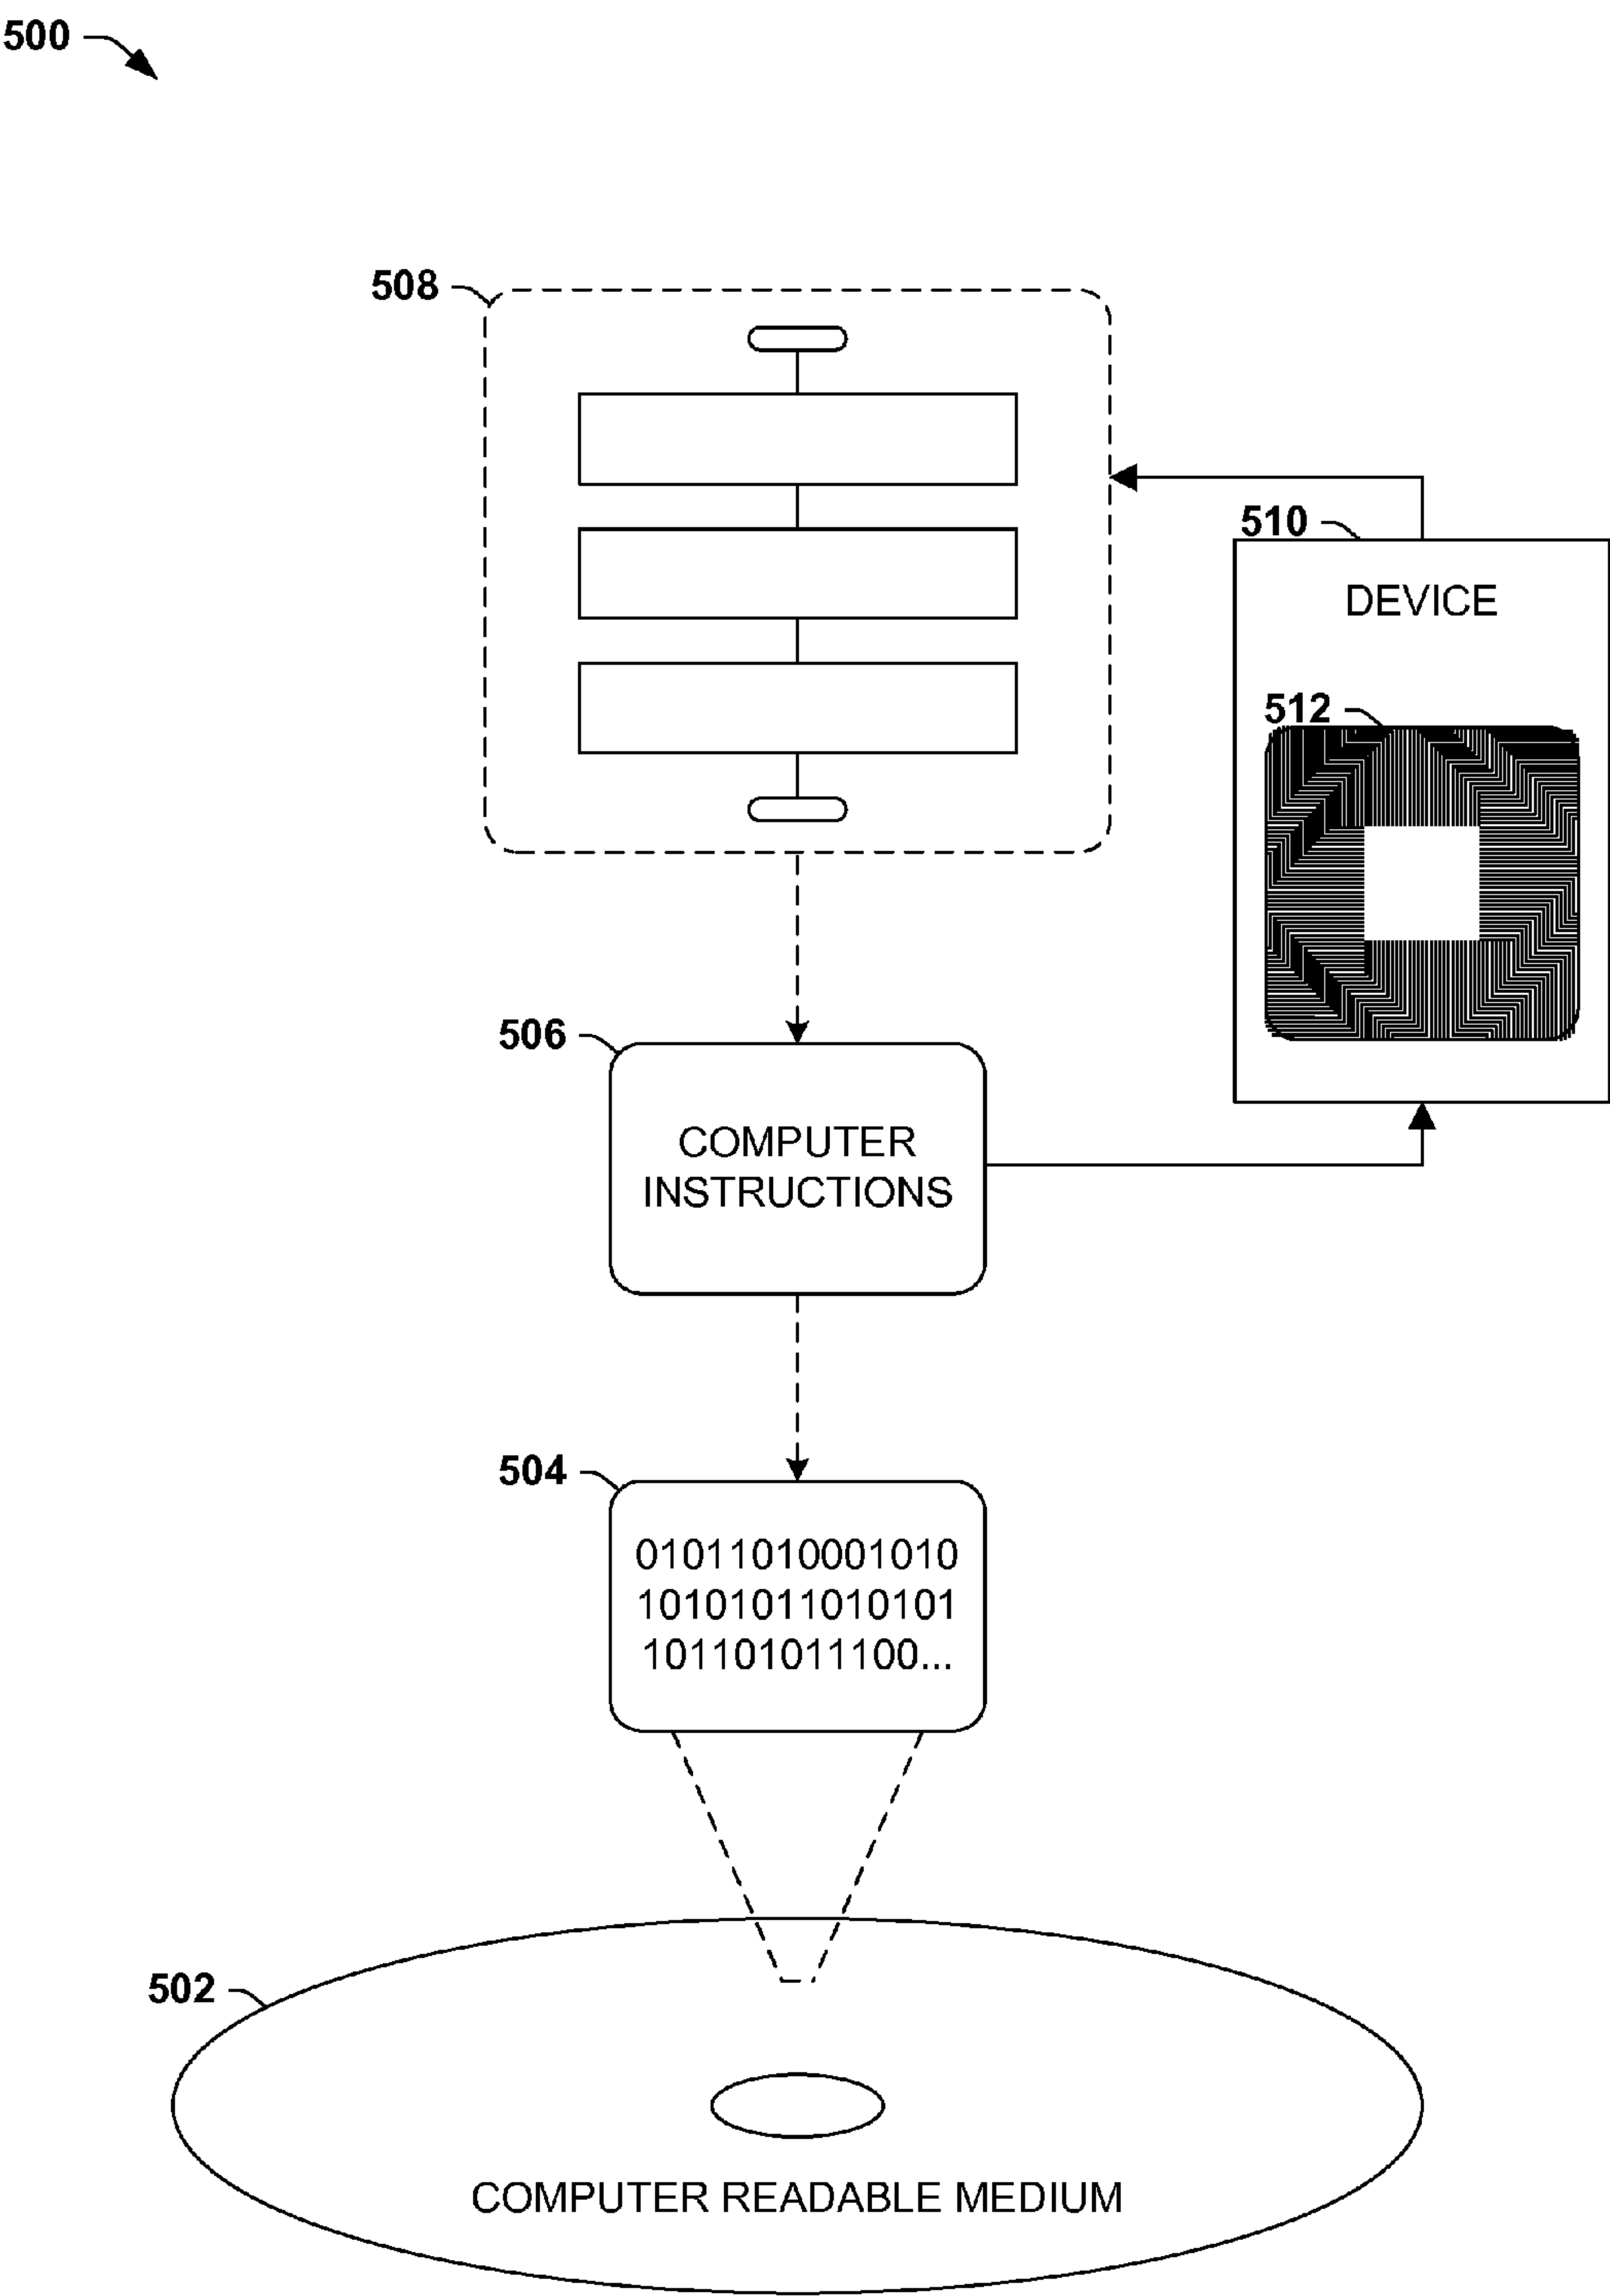 500
508
510
DEVICE
512
506
COMPUTER
INSTRUCTIONS
504
01011010001010
10101011010101
101101011100...
502
COMPUTER READABLE MEDIUM